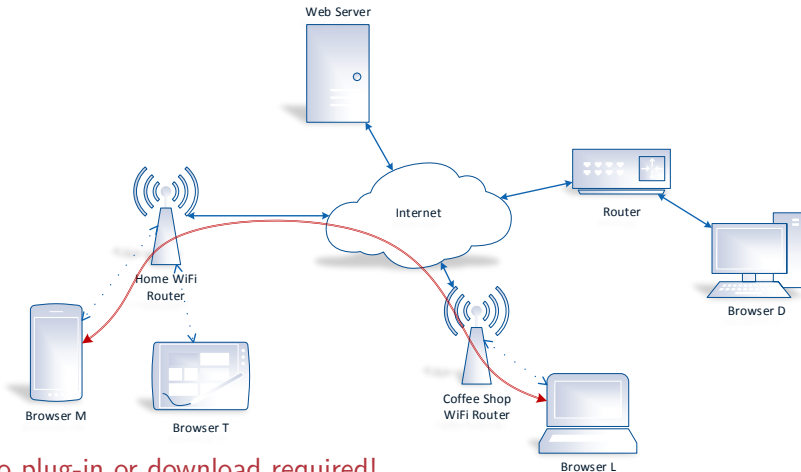 Web Server
Internet
Router
Home WiFi
Router
Browser D
Browser M
Browser T
Coffee Shop
WiFi Router
Browser L
plug-in or download required!